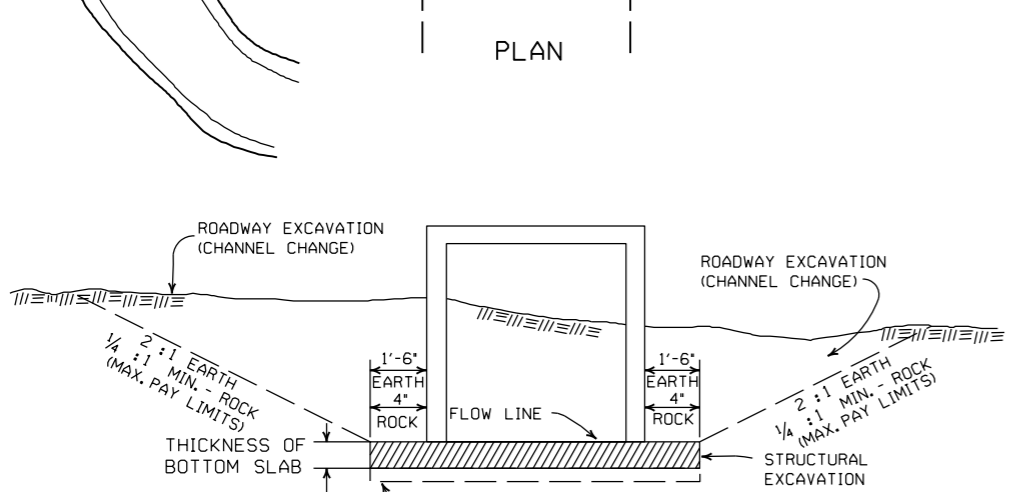 PLAN
ROADWAY EXCAVATION
(CHANNEL CHANGE)
ROADWAY EXCAVATION
(CHANNEL CHANGE)
2 :1 EARTH
1/4 :1 MIN. - ROCK
(MAX. PAY LIMITS)
1'-6"
EARTH
4"
ROCK
FLOW LINE
1'-6"
EARTH
4"
ROCK
2 :1 EARTH
1/4 :1 MIN. - ROCK
(MAX. PAY LIMITS)
THICKNESS OF
BOTTOM SLAB
STRUCTURAL
EXCAVATION